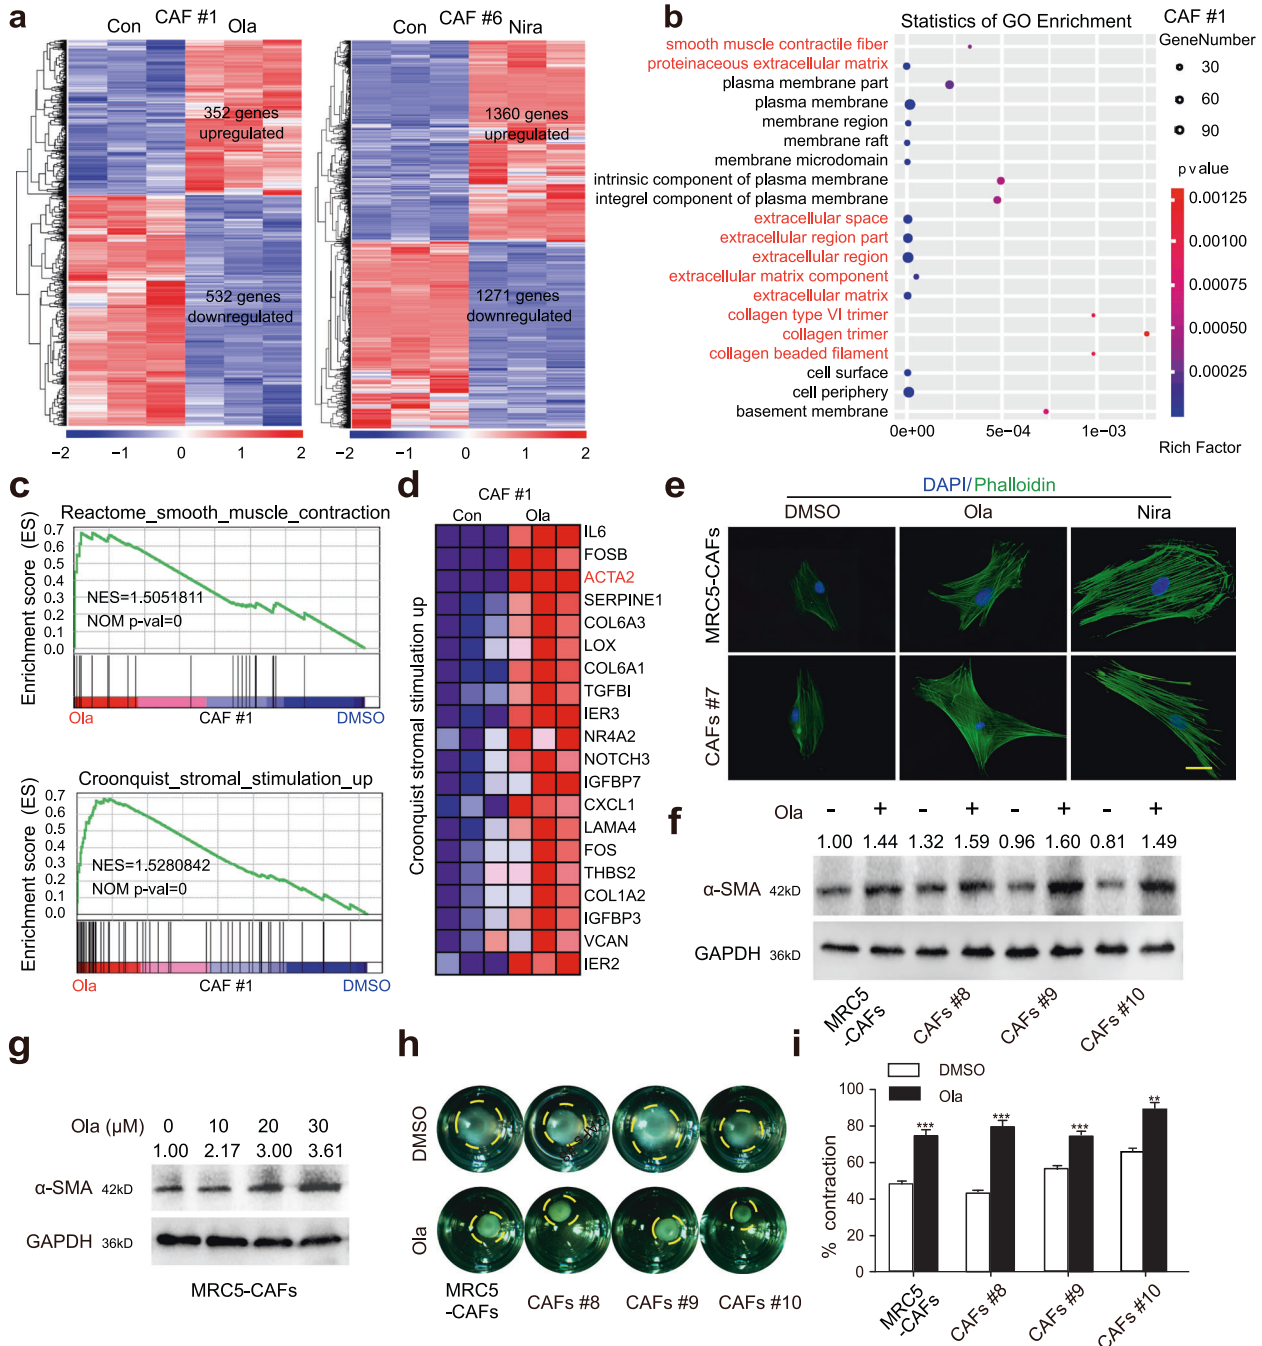 a
CAF #1
Con
Ola
352 genes
upregulated
532 genes
downregulated
−2
−1
0
1
2
CAF #6
Con
Nira
1360 genes
upregulated
1271 genes
downregulated
−2
−1
0
1
2
b
Statistics of GO Enrichment
smooth muscle contractile fiber
proteinaceous extracellular matrix
plasma membrane part
plasma membrane
membrane region
membrane raft
membrane microdomain
intrinsic component of plasma membrane
integrel component of plasma membrane
extracellular space
extracellular region part
extracellular region
extracellular matrix component
extracellular matrix
collagen type VI trimer
collagen trimer
collagen beaded filament
cell surface
cell periphery
basement membrane
0e+00
5e−04
1e−03
Rich Factor
CAF #1
GeneNumber
30
60
90
p value
0.00125
0.00100
0.00075
0.00050
0.00025
c
Reactome_smooth_muscle_contraction
Enrichment score (ES)
0.7
0.6
0.5
0.4
0.3
0.2
0.1
0.0
NES=1.5051811
NOM p-val=0
Ola
CAF #1
DMSO
Croonquist_stromal_stimulation_up
Enrichment score (ES)
0.7
0.6
0.5
0.4
0.3
0.2
0.1
0.0
NES=1.5280842
NOM p-val=0
Ola
CAF #1
DMSO
d
CAF #1
Con
Ola
Croonquist stromal stimulation up
IL6
FOSB
ACTA2
SERPINE1
COL6A3
LOX
COL6A1
TGFBI
IER3
NR4A2
NOTCH3
IGFBP7
CXCL1
LAMA4
FOS
THBS2
COL1A2
IGFBP3
VCAN
IER2
e
DAPI/Phalloidin
DMSO
Ola
Nira
MRC5-CAFs
CAFs #7
f
Ola - + - + - + - +
1.00 1.44 1.32 1.59 0.96 1.60 0.81 1.49
α-SMA 42kD
GAPDH 36kD
MRC5
-CAFs
CAFs #8
CAFs #9
CAFs #10
g
Ola (μM) 0 10 20 30
1.00 2.17 3.00 3.61
α-SMA 42kD
GAPDH 36kD
MRC5-CAFs
h
DMSO
Ola
MRC5
-CAFs
CAFs #8
CAFs #9
CAFs #10
i
DMSO
Ola
% contraction
100
80
60
40
20
0
***
***
***
**
MRC5
-CAFs
CAFs #8
CAFs #9
CAFs #10